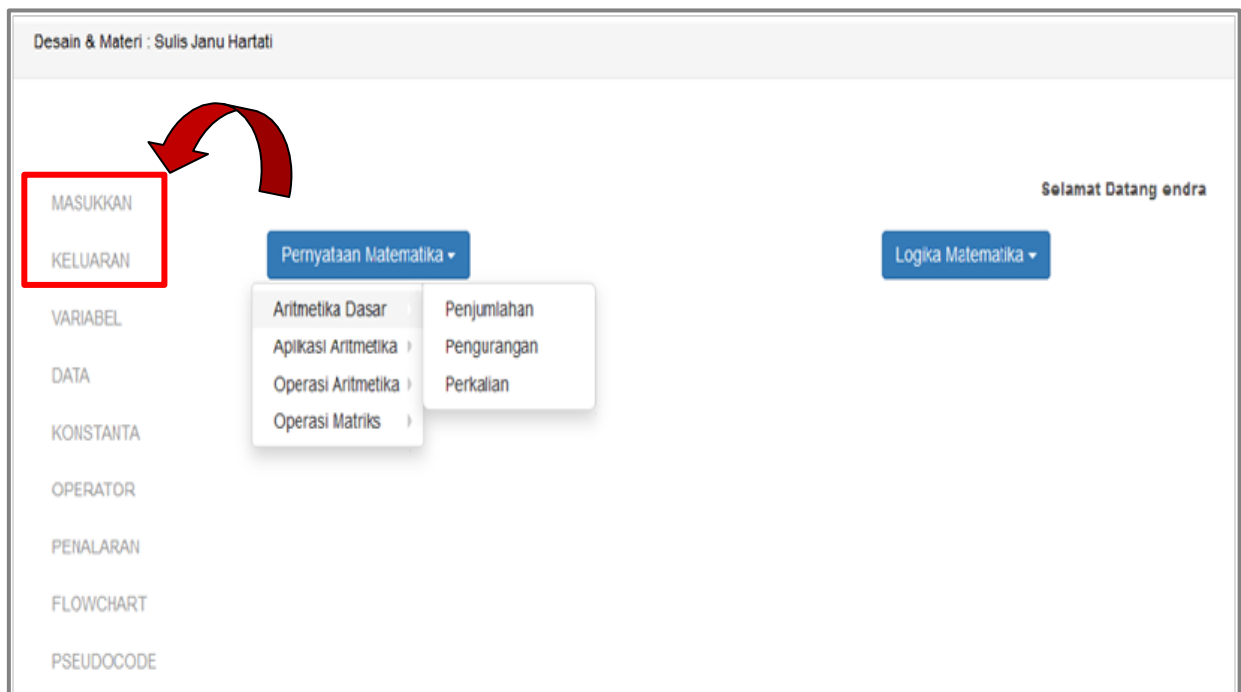 Desain & Materi : Sulis Janu Hartati
Selamat Datang endra
MASUKKAN
KELUARAN
VARIABEL
DATA
KONSTANTA
OPERATOR
PENALARAN
FLOWCHART
PSEUDOCODE
Pernyataan Matematika
Aritmetika Dasar
Aplikasi Aritmetika
Operasi Aritmetika
Operasi Matriks
Penjumlahan
Pengurangan
Perkalian
Logika Matematika